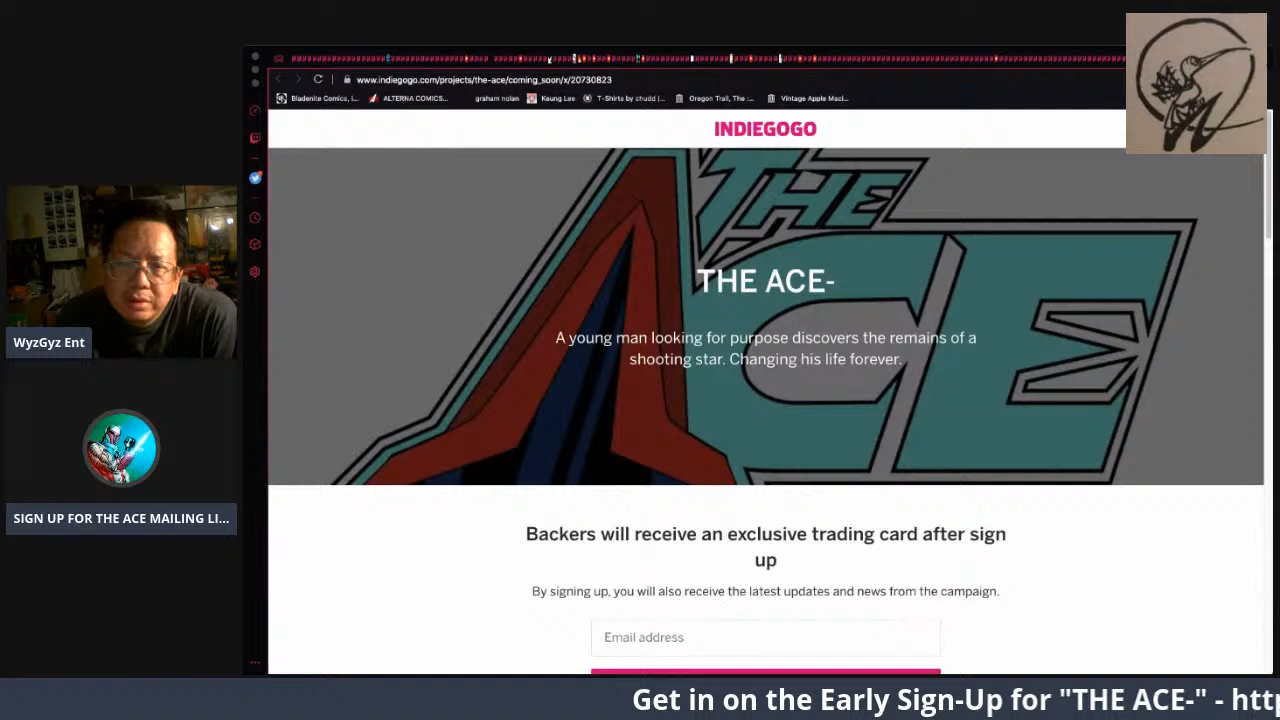 www.indiegogo.com/projects/the-ace/coming_soon/x/20730823
Bladenite Comics, I...
ALTERNA COMICS...
graham nolan
Keung Lee
T-Shirts by chudd |...
Oregon Trail, The :...
Vintage Apple Maci...
INDIEGOGO
THE
ACE
THE ACE-
A young man looking for purpose discovers the remains of a
shooting star. Changing his life forever.
WyzGyz Ent
SIGN UP FOR THE ACE MAILING LI...
Backers will receive an exclusive trading card after sign
up
By signing up, you will also receive the latest updates and news from the campaign.
Email address
Get in on the Early Sign-Up for "THE ACE-" - http